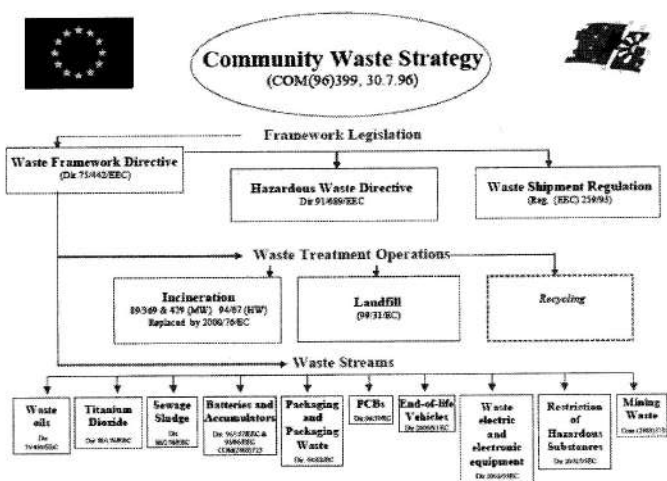 Community Waste Strategy
(COM(96)399, 30.7.96)
Framework Legislation
Waste Framework Directive
(Dir 75/442/EEC)
Hazardous Waste Directive
Dir 91/689/EEC
Waste Shipment Regulation
(Reg. (EEC) 259/93)
Waste Treatment Operations
Incineration
89/369 & 429 (MW) 94/67 (HW)
Replaced by 2000/76/EC
Landfill
(99/31/EC)
Recycling
Waste Streams
Waste
oils
Dir
Titanium
Dioxide
Dir
Sewage
Sludge
Dir
Batteries and
Accumulators
Dir.
Packaging
and
Packaging
Waste
PCBs
End-of-life
Vehicles
Waste
electric
and
electronic
equipment
Restriction
of
Hazardous
Substances
Mining
Waste